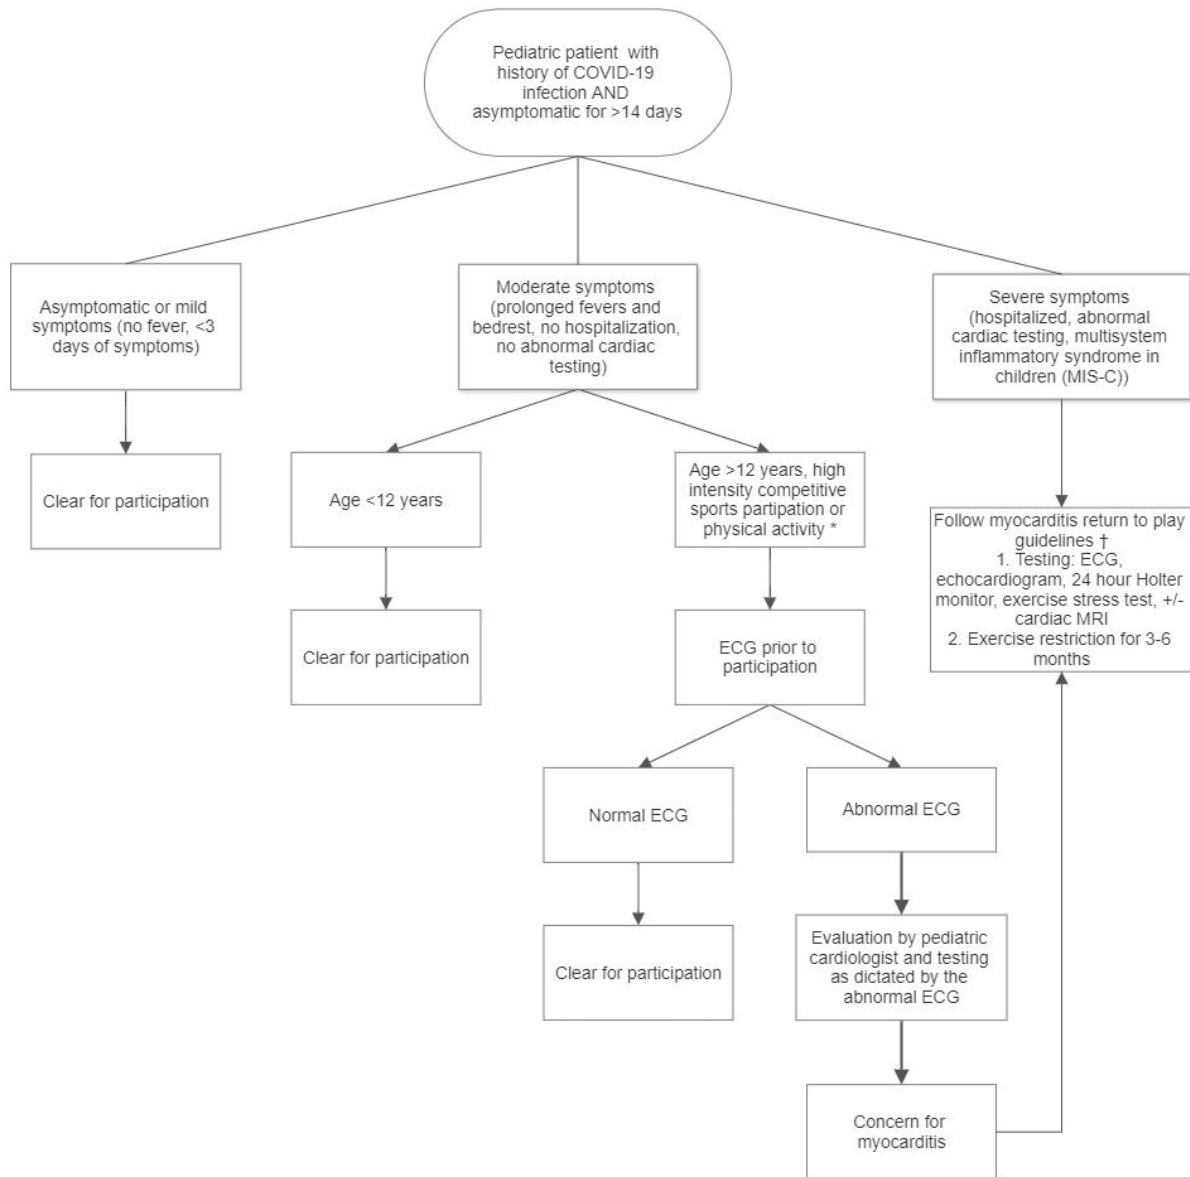 Pediatric patient with
history of COVID-19
infection AND
asymptomatic for >14 days
Asymptomatic or mild
symptoms (no fever, <3
days of symptoms)
Moderate symptoms
(prolonged fevers and
bedrest, no hospitalization,
no abnormal cardiac
testing)
Severe symptoms
(hospitalized, abnormal
cardiac testing, multisystem
inflammatory syndrome in
children (MIS-C))
Clear for participation
Age <12 years
Age >12 years, high
intensity competitive
sports partipation or
physical activity *
Follow myocarditis return to play
guidelines †
1. Testing: ECG,
echocardiogram, 24 hour Holter
monitor, exercise stress test, +/-
cardiac MRI
2. Exercise restriction for 3-6
months
Clear for participation
ECG prior to
participation
Normal ECG
Abnormal ECG
Clear for participation
Evaluation by pediatric
cardiologist and testing
as dictated by the
abnormal ECG
Concern for
myocarditis